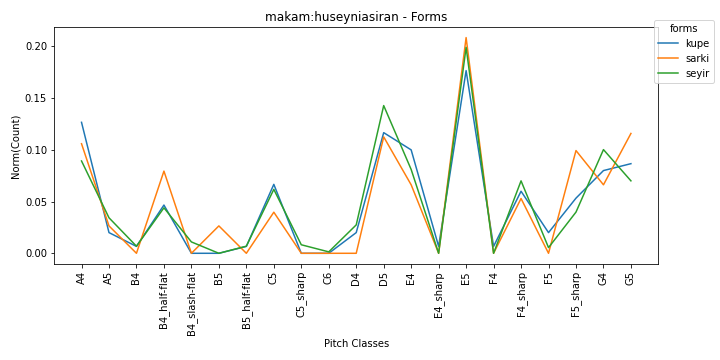 makam:huseyniasiran - Forms
forms
kupe
sarki
seyir
Norm(Count)
0.20
0.15
0.10
0.05
0.00
A4
A5
B4
B4_half-flat
B4_slash-flat
B5
B5_half-flat
C5
C5_sharp
C6
D4
D5
E4
E4_sharp
E5
F4
F4_sharp
F5
F5_sharp
G4
G5
Pitch Classes